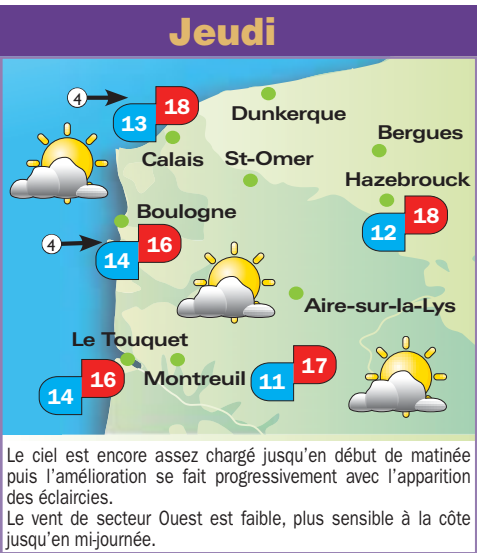 Jeudi
4
13 18
Dunkerque
Bergues
Calais
St-Omer
Hazebrouck
Boulogne
12 18
4
14 16
Aire-sur-la-Lys
Le Touquet
14 16
Montreuil
11 17
Le ciel est encore assez chargé jusqu'en début de matinée
puis l'amélioration se fait progressivement avec l'apparition
des éclaircies.
Le vent de secteur Ouest est faible, plus sensible à la côte
jusqu'en mi-journée.